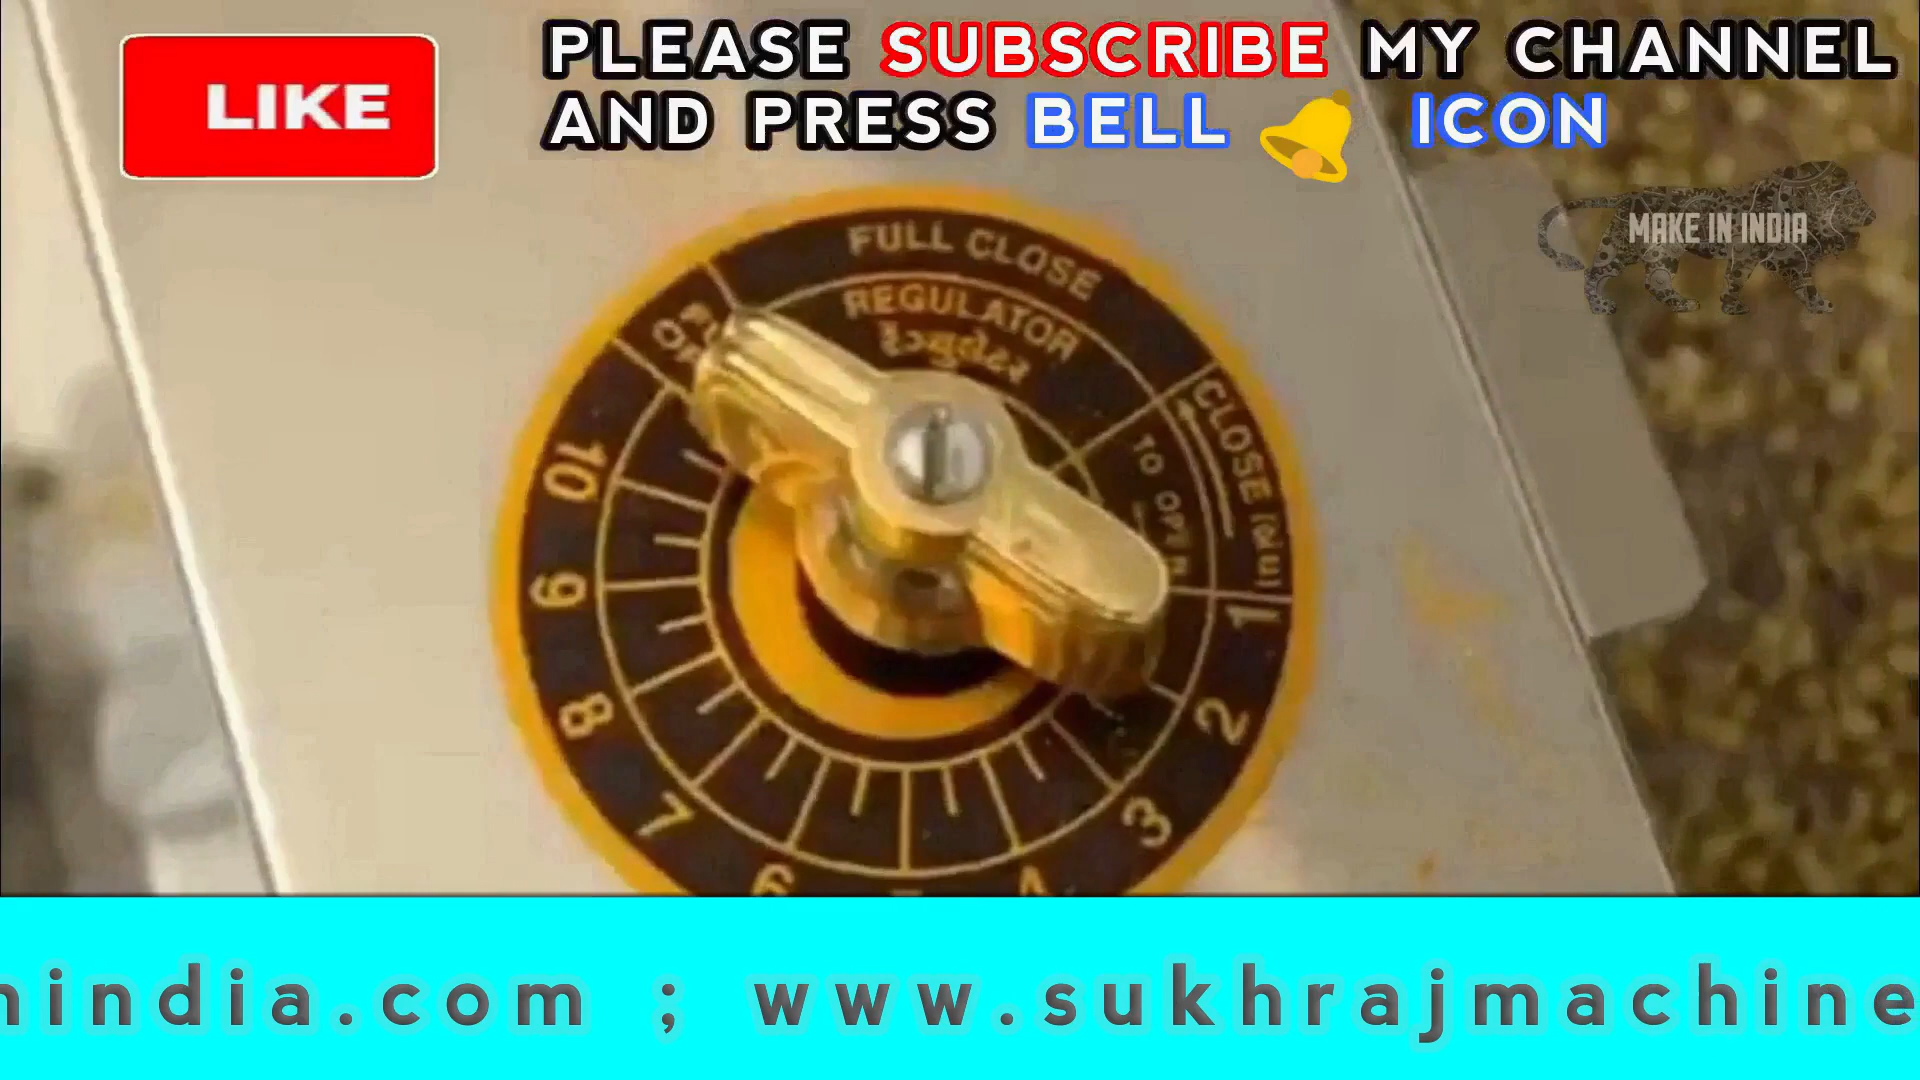 LIKE
PLEASE SUBSCRIBE MY CHANNEL
AND PRESS BELL 🔔 ICON
MAKE IN INDIA
FULL CLOSE
REGULATOR
રેગ્યુલેટર
CLOSE
TO OPEN
10
9
8
7
6
1
2
3
4
nindia.com ; www.sukhrajmachine